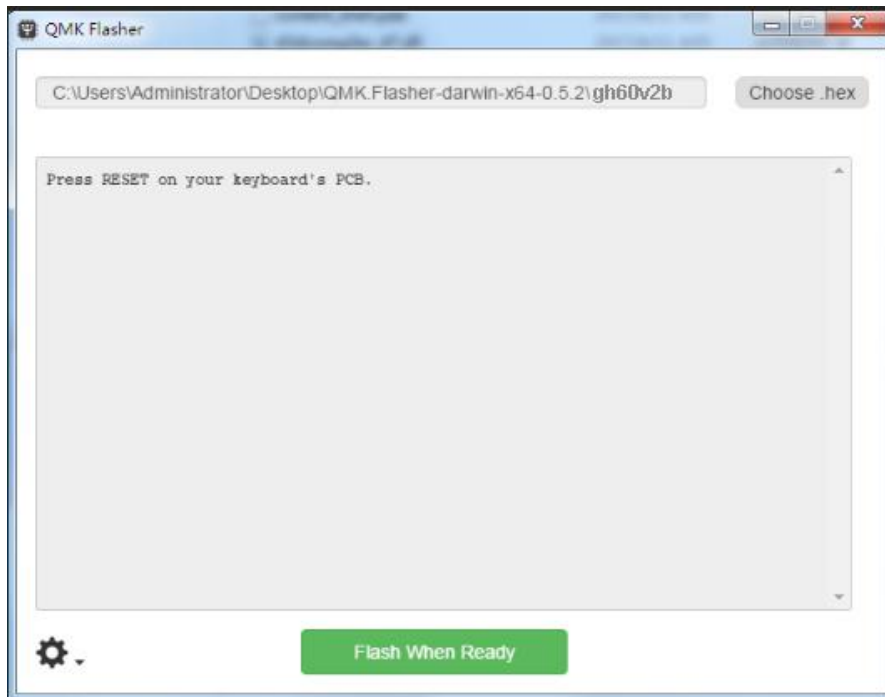 QMK Flasher
C:\Users\Administrator\Desktop\QMK.Flasher-darwin-x64-0.5.2\gh60v2b
Choose .hex
Press RESET on your keyboard's PCB.
Flash When Ready